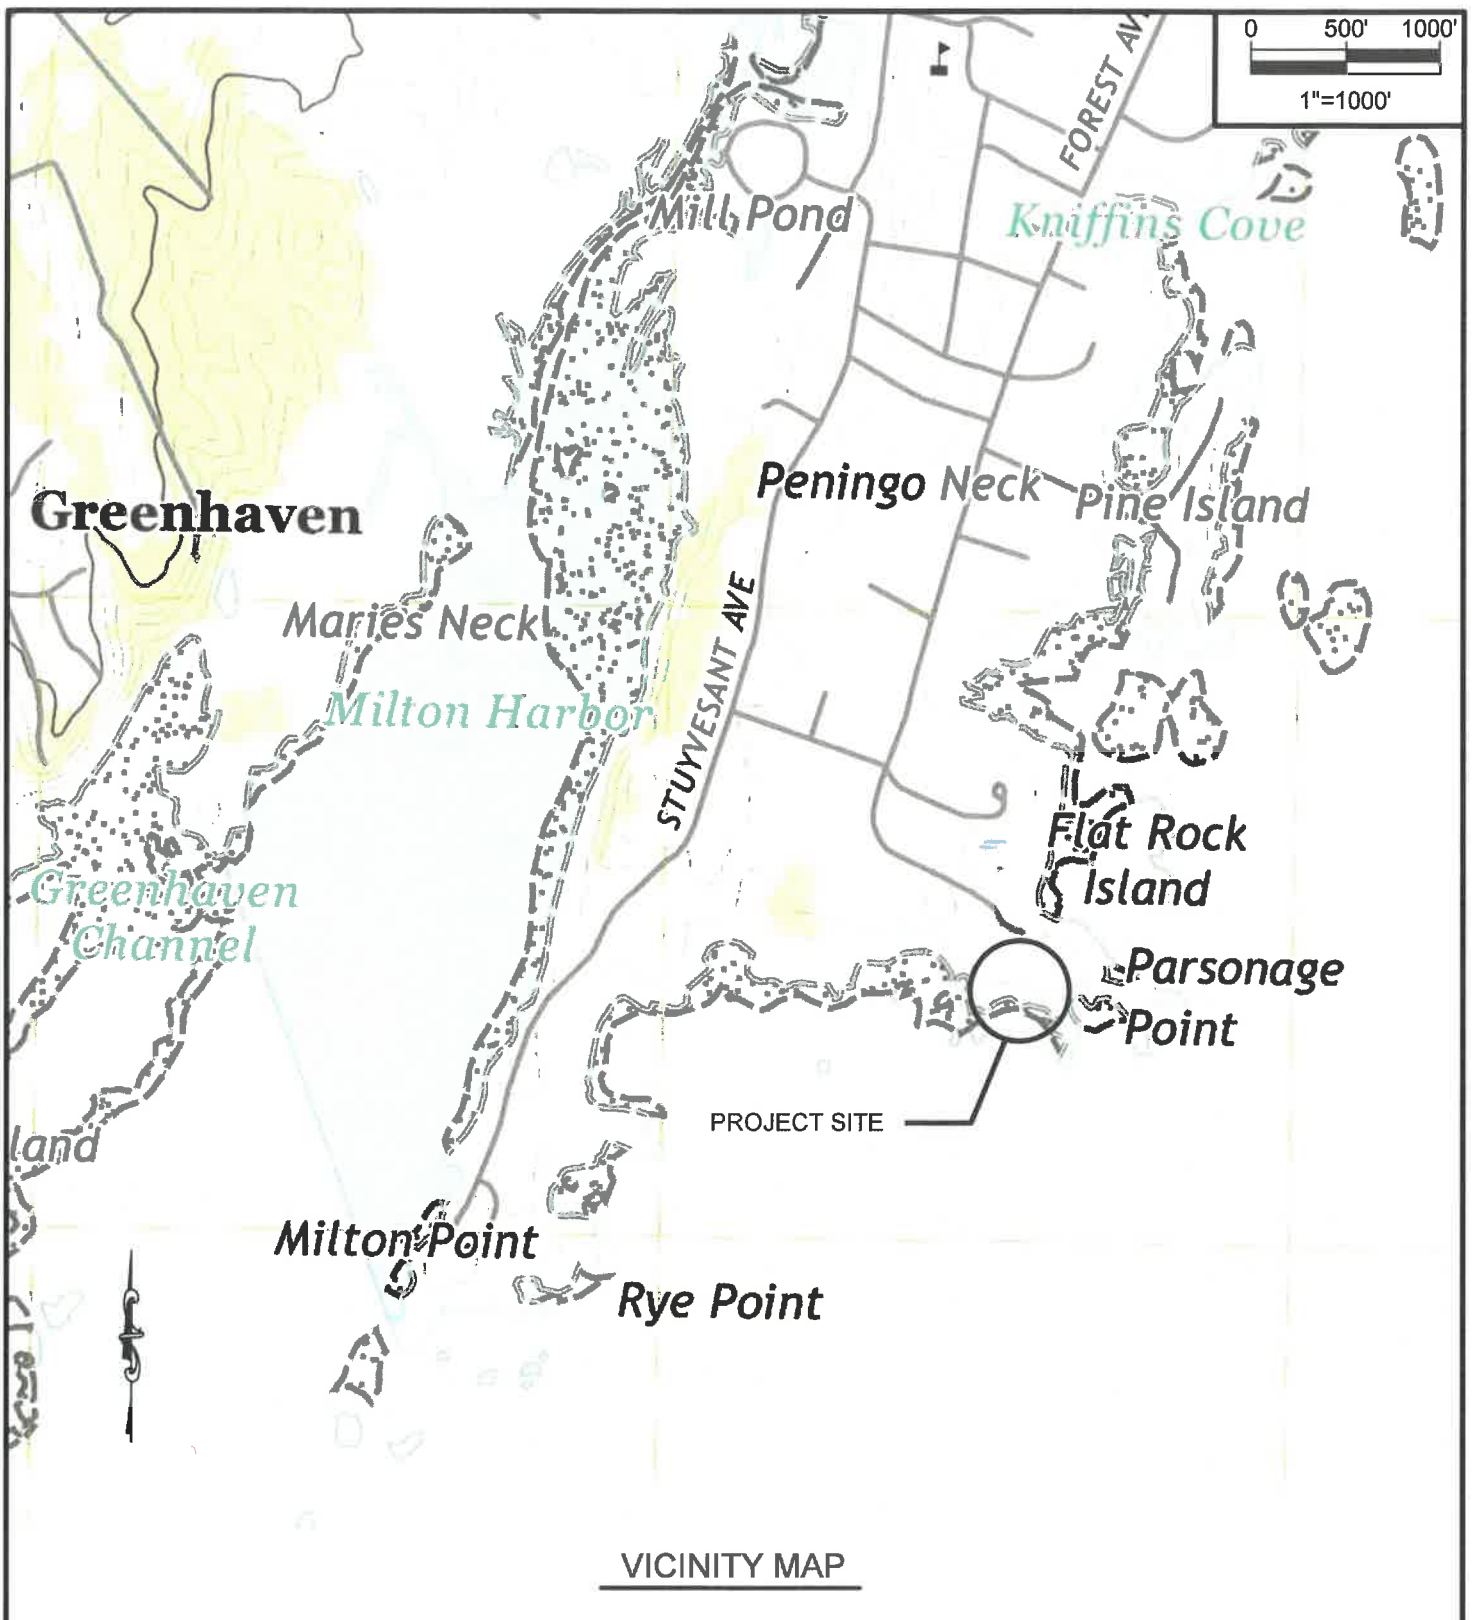 0 500' 1000'
1"=1000'
FOREST AV
Mill Pond
Kniffins Cove
Peningo Neck
Pine Island
Greenhaven
Maries Neck
Milton Harbor
STUYVESANT AVE
Flat Rock
Island
Greenhaven
Channel
Parsonage
Point
PROJECT SITE
land
Milton Point
Rye Point
VICINITY MAP